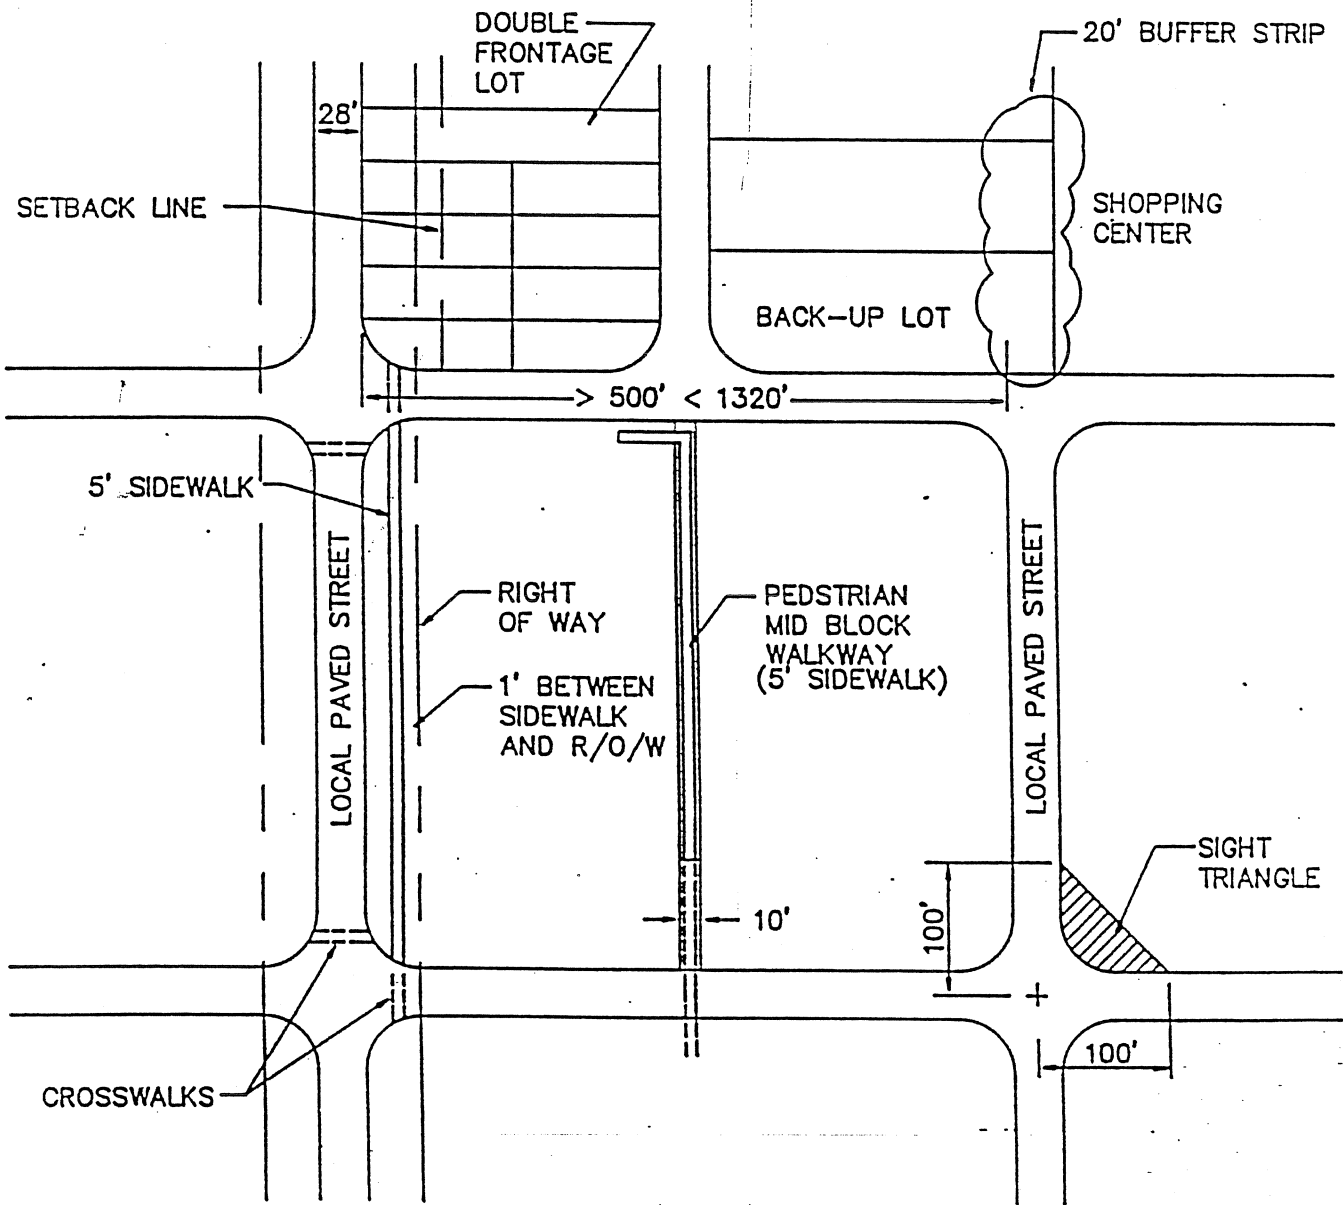 DOUBLE
FRONTAGE
LOT
20' BUFFER STRIP
28'
SETBACK LINE
SHOPPING
CENTER
BACK-UP LOT
> 500' < 1320'
5' SIDEWALK
LOCAL PAVED STREET
RIGHT
OF WAY
1' BETWEEN
SIDEWALK
AND R/O/W
PEDSTRIAN
MID BLOCK
WALKWAY
(5' SIDEWALK)
LOCAL PAVED STREET
SIGHT
TRIANGLE
10'
100'
100'
CROSSWALKS